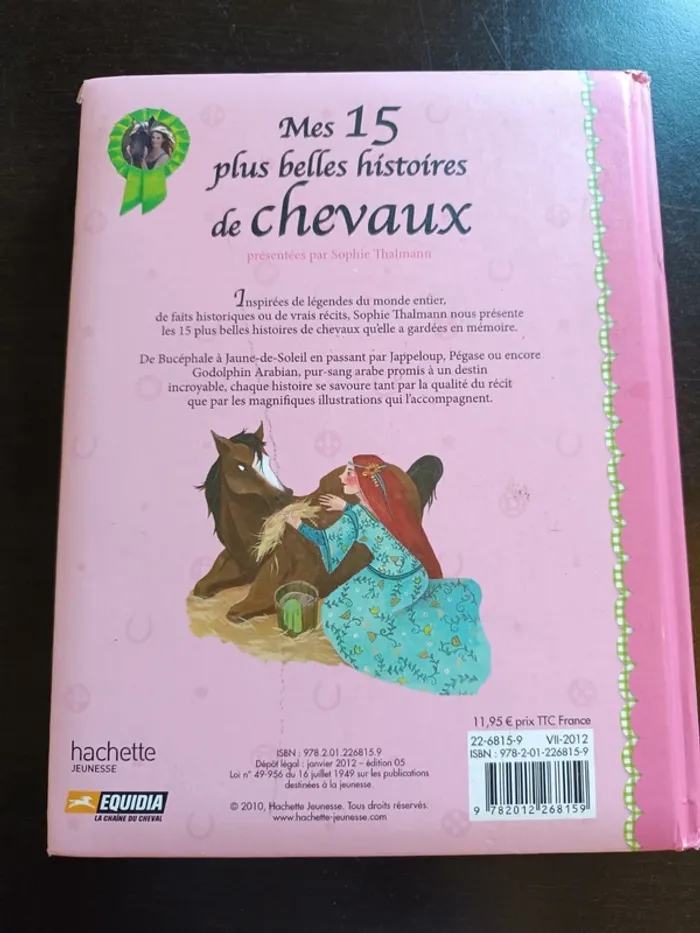 Mes 15
plus belles histoires
de chevaux
présentées par Sophie Thalmann
Inspirées de légendes du monde entier,
de faits historiques ou de vrais récits, Sophie Thalmann nous présente
les 15 plus belles histoires de chevaux qu'elle a gardées en mémoire.
De Bucéphale à Jaune-de-Soleil en passant par Jappeloup, Pégase ou encore
Godolphin Arabian, pur-sang arabe promis à un destin
incroyable, chaque histoire se savoure tant par la qualité du récit
que par les magnifiques illustrations qui l'accompagnent.
11,95 € prix TTC France
22-6815-9 VII-2012
ISBN : 978-2-01-226815-9
9 782012 268159
ISBN : 978.2.01.226815.9
Dépôt légal : janvier 2012 – édition 05
Loi n° 49-956 du 16 juillet 1949 sur les publications
destinées à la jeunesse.
© 2010, Hachette Jeunesse. Tous droits réservés.
www.hachette-jeunesse.com
hachette
JEUNESSE
EQUIDIA
LA CHAÎNE DU CHEVAL